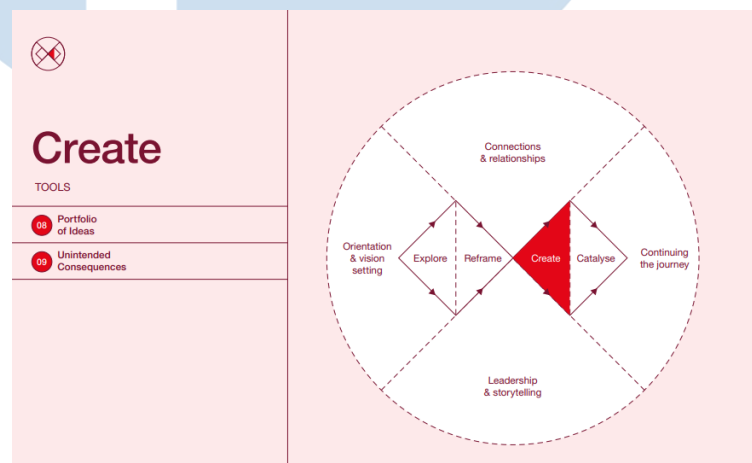 Create
TOOLS
08 Portfolio
of Ideas
09 Unintended
Consequences
Connections
& relationships
Orientation
& vision
setting
Explore
Reframe
Create
Catalyse
Continuing
the journey
Leadership
& storytelling